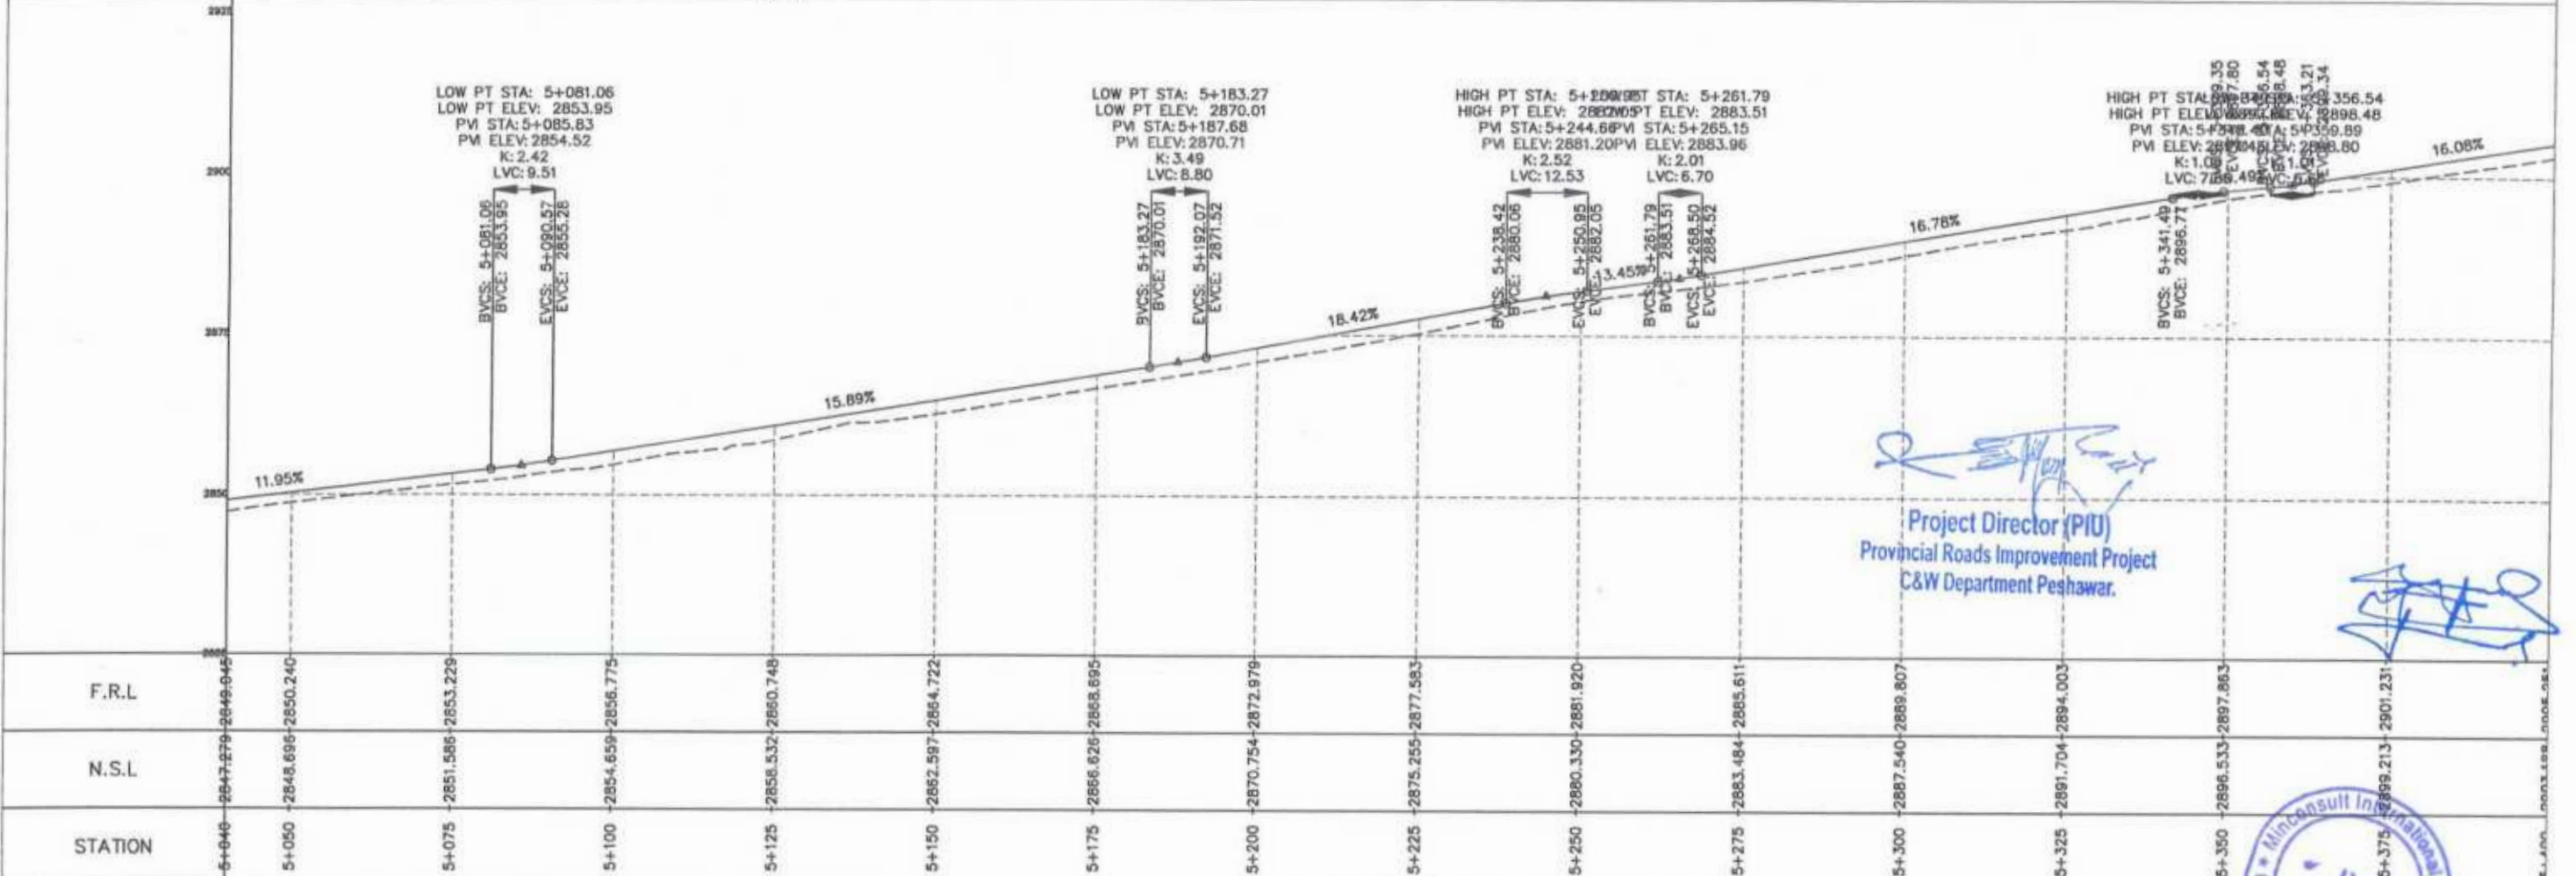 2925
2900
2875
2850
LOW PT STA: 5+081.06
LOW PT ELEV: 2853.95
PVI STA: 5+085.83
PVI ELEV: 2854.52
K: 2.42
LVC: 9.51
BVCS: 5+081.06
BVCE: 2853.95
EVCS: 5+090.57
EVCE: 2855.28
LOW PT STA: 5+183.27
LOW PT ELEV: 2870.01
PVI STA: 5+187.68
PVI ELEV: 2870.71
K: 3.49
LVC: 8.80
BVCS: 5+183.27
BVCE: 2870.01
EVCS: 5+192.07
EVCE: 2871.52
HIGH PT STA:
HIGH PT ELEV:
PVI STA: 5+244.66
PVI ELEV: 2881.20
K: 2.52
LVC: 12.53
BVCS: 5+238.42
BVCE: 2880.06
EVCS: 5+250.95
EVCE: 2882.05
PT STA: 5+261.79
PT ELEV: 2883.51
PVI STA: 5+265.15
PVI ELEV: 2883.96
K: 2.01
LVC: 6.70
BVCS: 5+261.79
BVCE: 2883.51
EVCS: 5+268.50
EVCE: 2884.52
HIGH PT
HIGH PT
PVI STA:
PVI ELEV:
5+356.54
2898.48
BVCS: 5+341.49
BVCE: 2896.77
11.95%
15.89%
18.42%
13.45%
16.78%
16.08%
Project Director (PIU)
Provincial Roads Improvement Project
C&W Department Peshawar.
F.R.L
2849.045 2850.240 2853.229 2856.775 2860.748 2864.722 2868.695 2872.979 2877.583 2881.920 2885.611 2889.807 2894.003 2897.863 2901.231
N.S.L
2847.279 2848.696 2851.586 2854.659 2858.532 2862.597 2866.626 2870.754 2875.255 2880.330 2883.484 2887.540 2891.704 2896.533 2899.213
STATION
5+040 5+050 5+075 5+100 5+125 5+150 5+175 5+200 5+225 5+250 5+275 5+300 5+325 5+350 5+375 5+400
Minconsult International